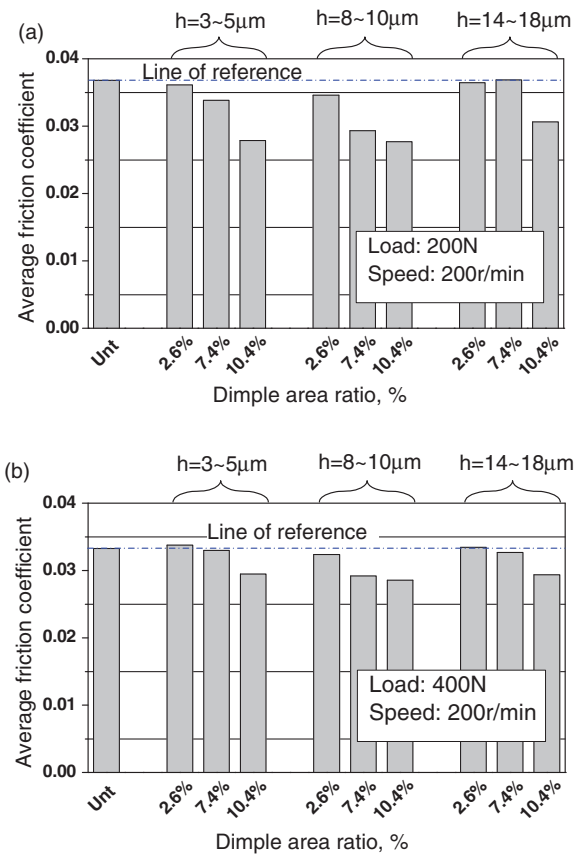 (a)
h=3~5μm h=8~10μm h=14~18μm
0.04
Line of reference
0.03
0.02
0.01
0.00
Average friction coefficient
Load: 200N
Speed: 200r/min
Unt 2.6% 7.4% 10.4% 2.6% 7.4% 10.4% 2.6% 7.4% 10.4%
Dimple area ratio, %
(b)
h=3~5μm h=8~10μm h=14~18μm
0.04
Line of reference
0.03
0.02
0.01
0.00
Average friction coefficient
Load: 400N
Speed: 200r/min
Unt 2.6% 7.4% 10.4% 2.6% 7.4% 10.4% 2.6% 7.4% 10.4%
Dimple area ratio, %